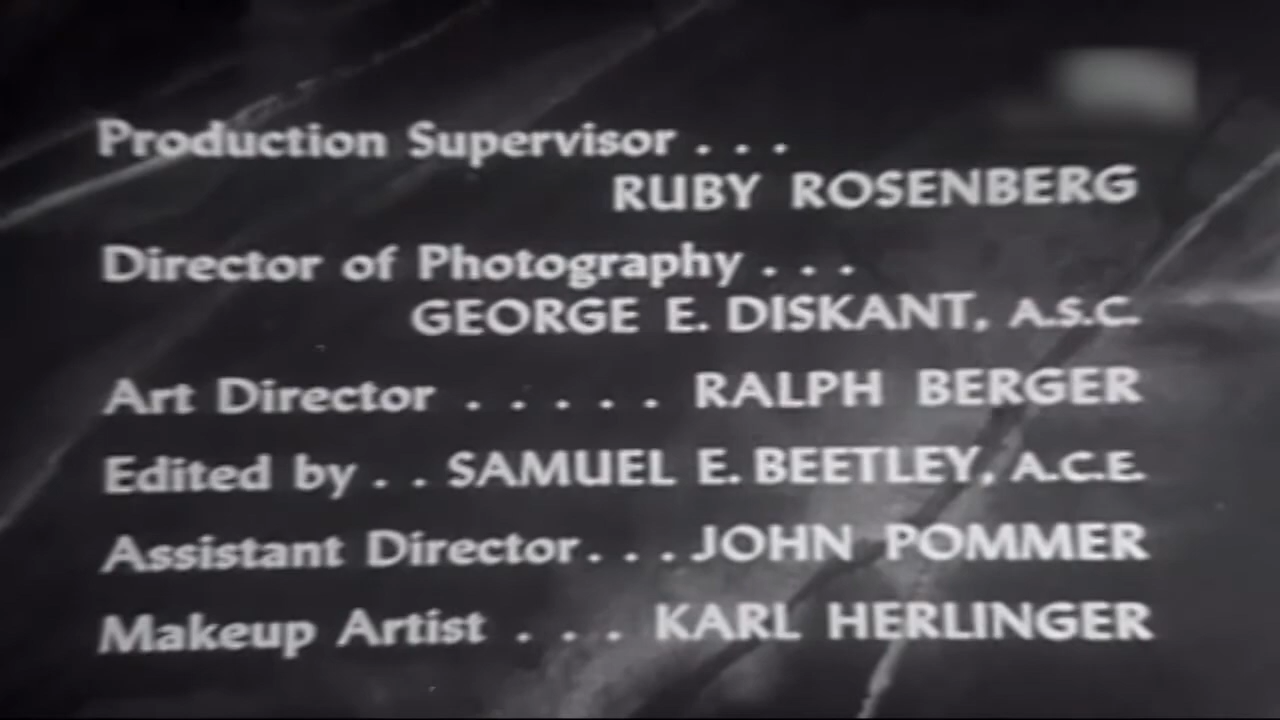 Production Supervisor . . .
RUBY ROSENBERG
Director of Photography . . .
GEORGE E. DISKANT, A.S.C.
Art Director . . . . . RALPH BERGER
Edited by . . SAMUEL E. BEETLEY, A.C.E.
Assistant Director. . . JOHN POMMER
Makeup Artist . . . KARL HERLINGER